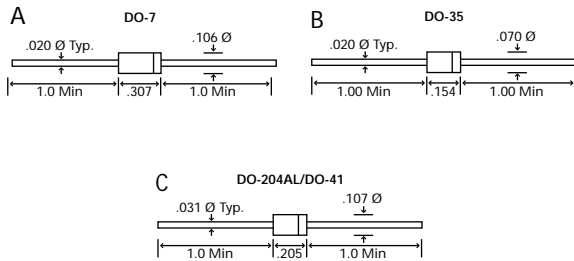 A
DO-7
.020 Ø Typ.
.106 Ø
1.0 Min
.307
1.0 Min
B
DO-35
.020 Ø Typ.
.070 Ø
1.00 Min
.154
1.00 Min
C
DO-204AL/DO-41
.031 Ø Typ.
.107 Ø
1.0 Min
.205
1.0 Min